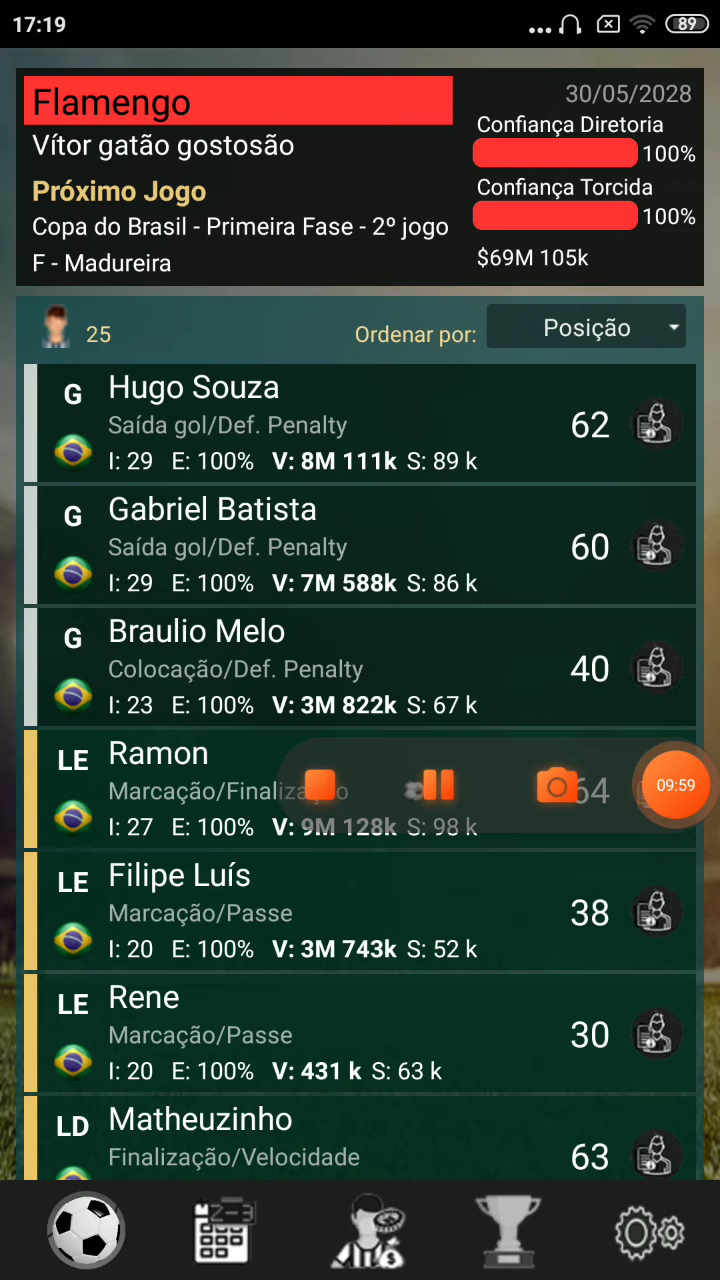 17:19
89
Flamengo
30/05/2028
Vítor gatão gostosão
Confiança Diretoria
100%
Próximo Jogo
Confiança Torcida
100%
Copa do Brasil - Primeira Fase - 2º jogo
F - Madureira
$69M 105k
25
Ordenar por:
Posição
G
Hugo Souza
Saída gol/Def. Penalty
62
I: 29 E: 100% V: 8M 111k S: 89 k
G
Gabriel Batista
Saída gol/Def. Penalty
60
I: 29 E: 100% V: 7M 588k S: 86 k
G
Braulio Melo
Colocação/Def. Penalty
40
I: 23 E: 100% V: 3M 822k S: 67 k
LE
Ramon
Marcação/Finalização
64
09:59
I: 27 E: 100% V: 9M 128k S: 98 k
LE
Filipe Luís
Marcação/Passe
38
I: 20 E: 100% V: 3M 743k S: 52 k
LE
Rene
Marcação/Passe
30
I: 20 E: 100% V: 431 k S: 63 k
LD
Matheuzinho
Finalização/Velocidade
63
2-3